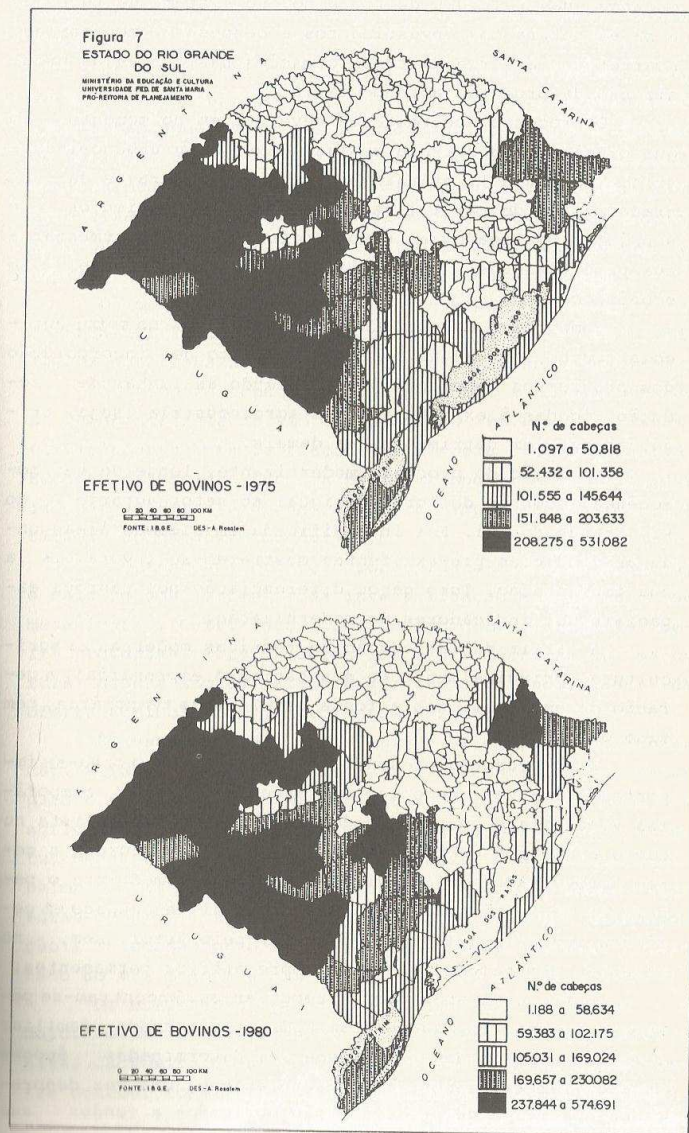 Figura 7
ESTADO DO RIO GRANDE
DO SUL
MINISTÉRIO DA EDUCAÇÃO E CULTURA
UNIVERSIDADE FED. DE SANTA MARIA
PRÓ-REITORIA DE PLANEJAMENTO
ARGENTINA
SANTA CATARINA
URUGUAI
LAGOA DOS PATOS
LAGOA MIRIM
OCEANO ATLÂNTICO
N.º de cabeças
1.097 a 50.818
52.432 a 101.358
101.555 a 145.644
151.848 a 203.633
208.275 a 531.082
EFETIVO DE BOVINOS - 1975
0 20 40 60 80 100 KM
FONTE: I.B.G.E. DES-A. Rosalem
ARGENTINA
SANTA CATARINA
URUGUAI
LAGOA DOS PATOS
LAGOA MIRIM
OCEANO ATLÂNTICO
N.º de cabeças
1.188 a 58.634
59.383 a 102.175
105.031 a 169.024
169.657 a 230.082
237.844 a 574.691
EFETIVO DE BOVINOS - 1980
0 20 40 60 80 100 KM
FONTE: I.B.G.E. DES-A. Rosalem